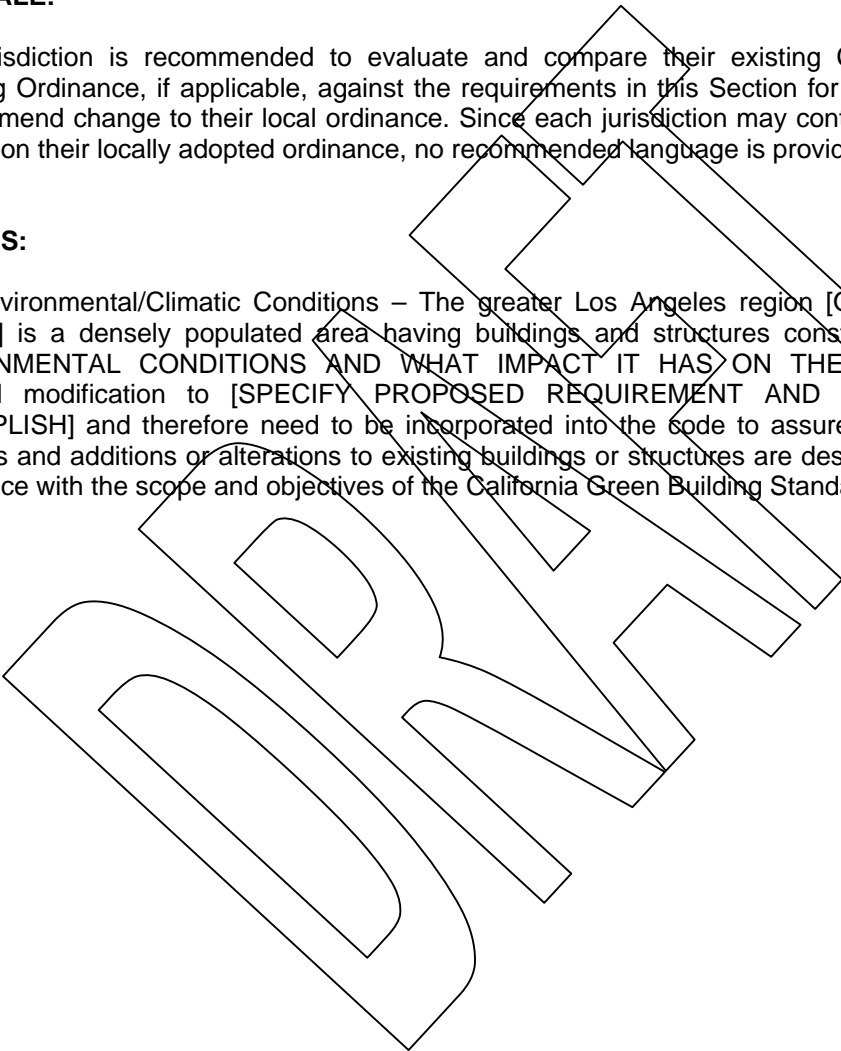 isdiction is recommended to evaluate and compare their existing
g Ordinance, if applicable, against the requirements in this Section for
mend change to their local ordinance. Since each jurisdiction may
on their locally adopted ordinance, no recommended language is
S:
vironmental/Climatic Conditions – The greater Los Angeles region
] is a densely populated area having buildings and structures
NMENTAL CONDITIONS AND WHAT IMPACT IT HAS ON THE
modification to [SPECIFY PROPOSED REQUIREMENT AND
PLISH] and therefore need to be incorporated into the code to assure
s and additions or alterations to existing buildings or structures are
ce with the scope and objectives of the California Green Building
DRAFT